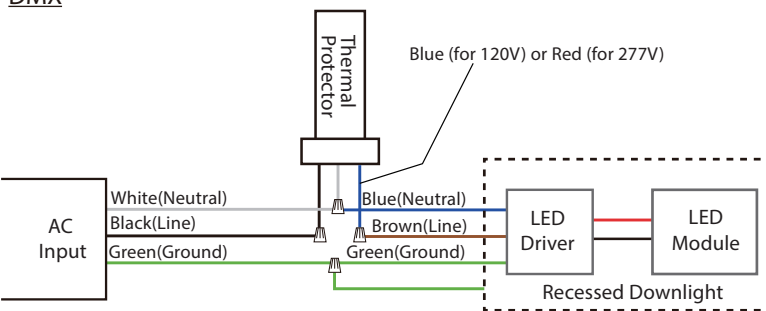 DMX
Thermal
Protector
Blue (for 120V) or Red (for 277V)
White(Neutral)
Blue(Neutral)
Black(Line)
Brown(Line)
Green(Ground)
Green(Ground)
AC
Input
LED
Driver
LED
Module
Recessed Downlight